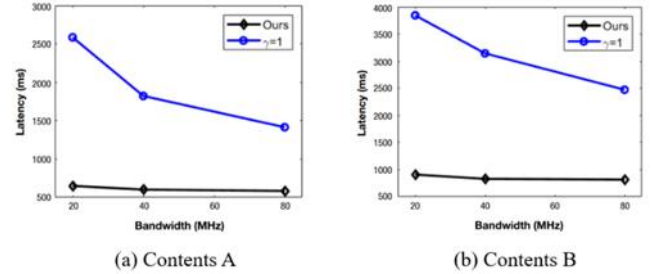 3000
2500
2000
1500
1000
500
20
40
60
80
Latency (ms)
Bandwidth (MHz)
Ours
γ=1
(a) Contents A
4000
3500
3000
2500
2000
1500
1000
500
20
40
60
80
Latency (ms)
Bandwidth (MHz)
Ours
γ=1
(b) Contents B